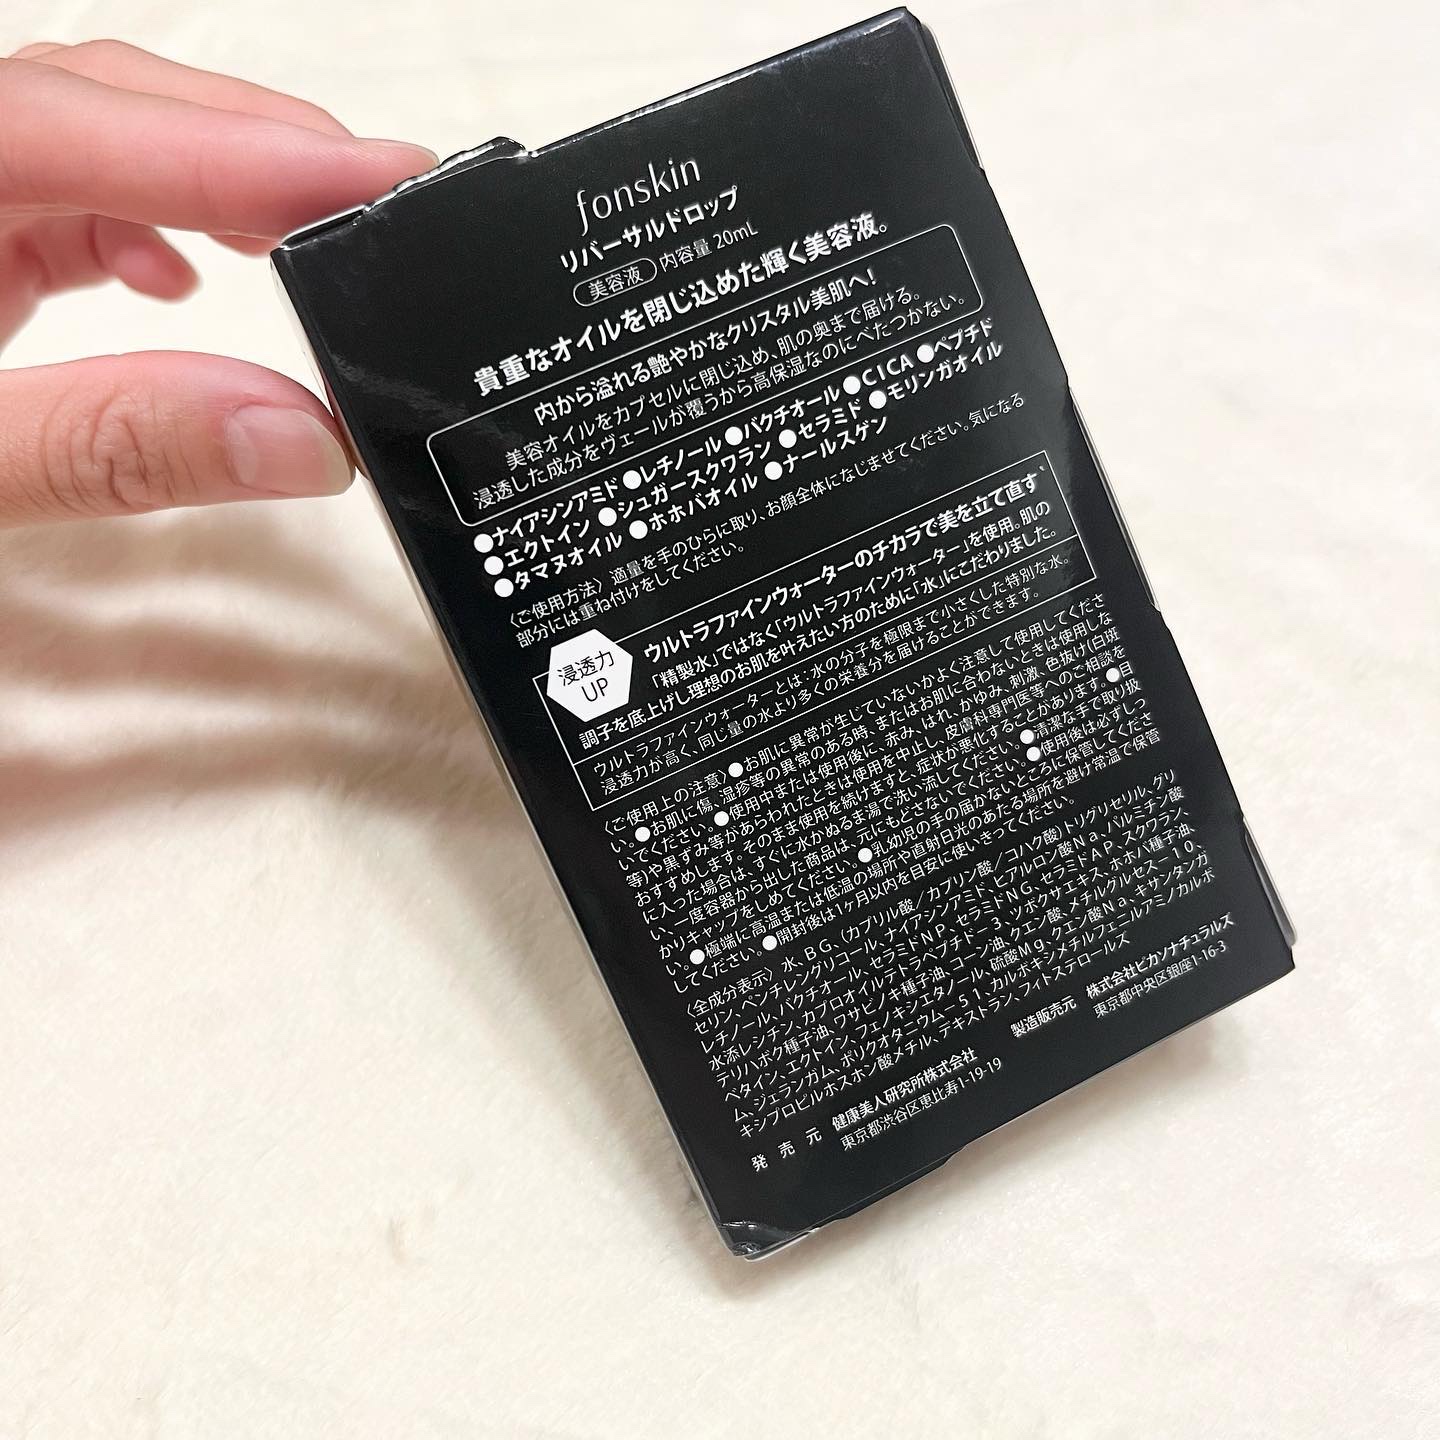 fonskin
リバーサルドロップ
美容液 内容量 20mL
貴重なオイルを閉じ込めた輝く美容液。
内から溢れる艶やかなクリスタル美肌へ!
美容オイルをカプセルに閉じ込め、肌の奥まで届ける。
浸透した成分をヴェールが覆うから高保湿なのにべたつかない。
●ナイアシンアミド ●レチノール ●バクチオール ●CICA ●ペプチド
●エクトイン ●シュガースクワラン ●セラミド ●モリンガオイル
●タマヌオイル ●ホホバオイル ●ナールスゲン
〈ご使用方法〉適量を手のひらに取り、お顔全体になじませてください。気になる
部分には重ね付けをしてください。
浸透力
UP
ウルトラファインウォーターのチカラで美を立て直す
「精製水」ではなく「ウルトラファインウォーター」を使用。肌の
調子を底上げし理想のお肌を叶えたい方のために「水」にこだわりました。
ウルトラファインウォーターとは:水の分子を極限まで小さくした特別な水。
浸透力が高く、同じ量の水より多くの栄養分を届けることができます。
〈ご使用上の注意〉●お肌に異常が生じていないかよく注意して使用してくださ
い。●お肌に傷、湿疹等の異常のある時、またはお肌に合わないときは使用しな
いでください。●使用中または使用後に、赤み、はれ、かゆみ、刺激、色抜け(白斑
等)や黒ずみ等があらわれたときは使用を中止し、皮膚科専門医等へのご相談を
おすすめします。そのまま使用を続けますと、症状が悪化することがあります。●目
に入った場合は、すぐに水かぬるま湯で洗い流してください。●清潔な手で取り扱
い、一度容器から出した商品は、元にもどさないでください。●使用後は必ずしっ
かりキャップをしめてください。●乳幼児の手の届かないところに保管してくださ
い。●極端に高温または低温の場所や直射日光のあたる場所を避け常温で保管
してください。●開封後は1ヶ月以内を目安に使いきってください。
〈全成分表示〉水、BG、(カプリル酸/カプリン酸/コハク酸)トリグリセリル、グリ
セリン、ペンチレングリコール、ナイアシンアミド、ヒアルロン酸Na、パルミチン酸
レチノール、バクチオール、セラミドNP、セラミドNG、セラミドAP、スクワラン、
水添レシチン、カプロオイルテトラペプチド-3、ツボクサエキス、ホホバ種子油、
テリハボク種子油、ワサビノキ種子油、コーン油、クエン酸、メチルグルセス-10、
ベタイン、エクトイン、フェノキシエタノール、硫酸Mg、クエン酸Na、キサンタンガ
ム、ジェランガム、ポリクオタニウム-51、カルボキシメチルフェニルアミノカルボ
キシプロピルホスホン酸メチル、デキストラン、フィトステロールズ
発売元 健康美人研究所株式会社
東京都渋谷区恵比寿1-19-19
製造販売元 株式会社ピカソナチュラルズ
東京都中央区銀座1-16-3